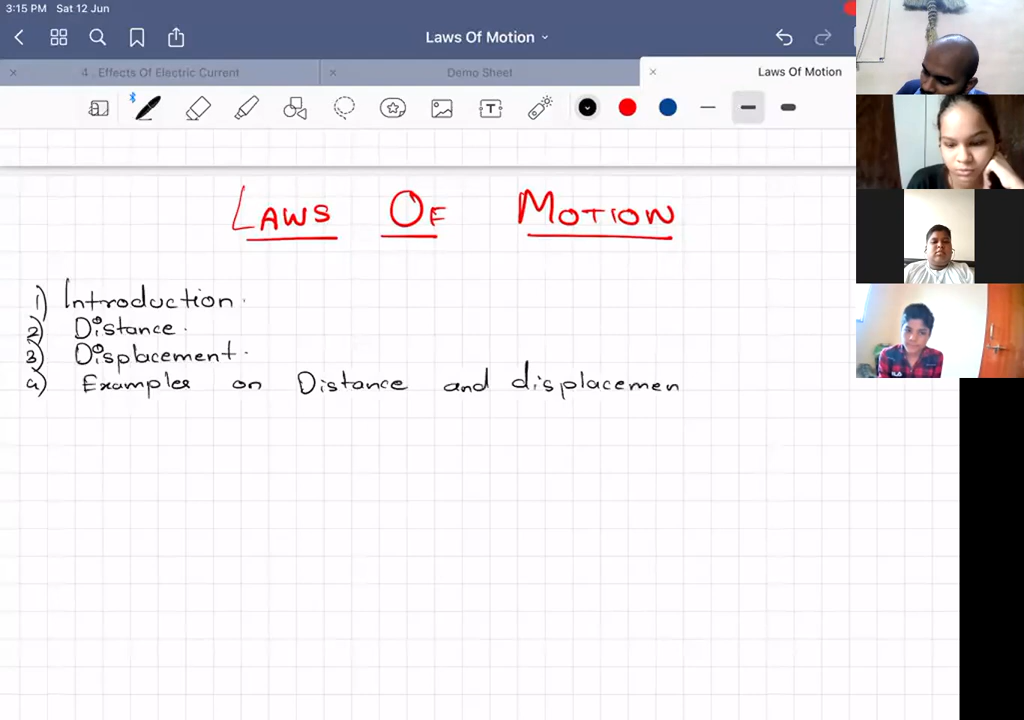 3:15 PM Sat 12 Jun
Laws Of Motion
4 . Effects Of Electric Current
Demo Sheet
Laws Of Motion
LAWS OF MOTION
1) Introduction.
2) Distance.
3) Displacement.
4) Examples on Distance and displacemen